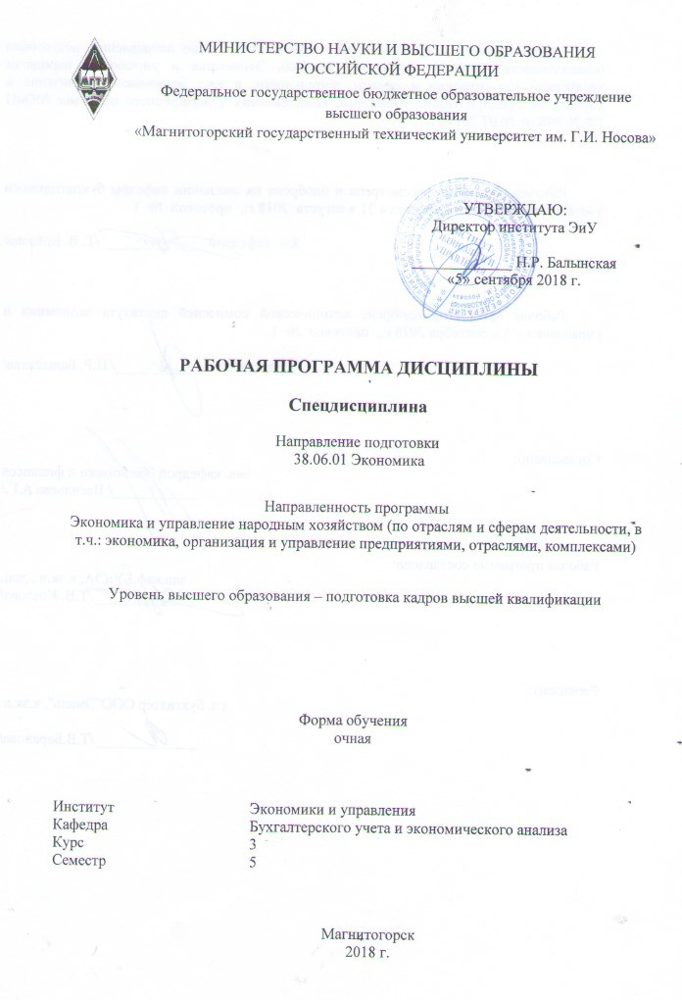 МИНИСТЕРСТВО НАУКИ И ВЫСШЕГО ОБРАЗОВАНИЯ
РОССИЙСКОЙ ФЕДЕРАЦИИ
Федеральное государственное бюджетное образовательное учреждение
высшего образования
«Магнитогорский государственный технический университет им. Г.И. Носова»
УТВЕРЖДАЮ:
Директор института ЭиУ
Н.Р. Балынская
«5» сентября 2018 г.
РАБОЧАЯ ПРОГРАММА ДИСЦИПЛИНЫ
Спецдисциплина
Направление подготовки
38.06.01 Экономика
Направленность программы
Экономика и управление народным хозяйством (по отраслям и сферам деятельности, в
т.ч.: экономика, организация и управление предприятиями, отраслями, комплексами)
Уровень высшего образования – подготовка кадров высшей квалификации
Форма обучения
очная
Институт Экономики и управления
Кафедра Бухгалтерского учета и экономического анализа
Курс 3
Семестр 5
Магнитогорск
2018 г.